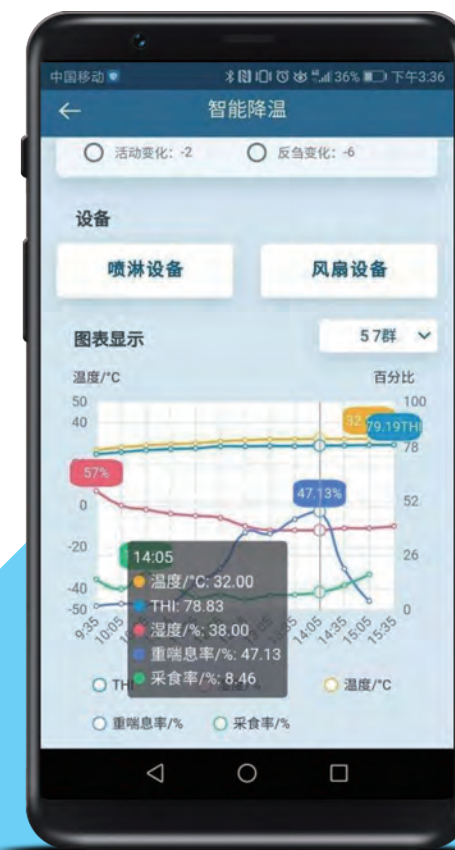 中国移动 36% 下午3:36
智能降温
活动变化: -2 反刍变化: -6
设备
喷淋设备 风扇设备
图表显示 5 7群
温度/°C 百分比
50 100
40 32. 79.19THI
78
57%
47.13%
0 52
-20 26
-40
-50 0
14:05
温度/°C: 32.00
THI: 78.83
湿度/%: 38.00
重喘息率/%: 47.13
采食率/%: 8.46
9:35 10:05 14:05 14:35 15:05 15:35
温度/°C
重喘息率/% 采食率/%